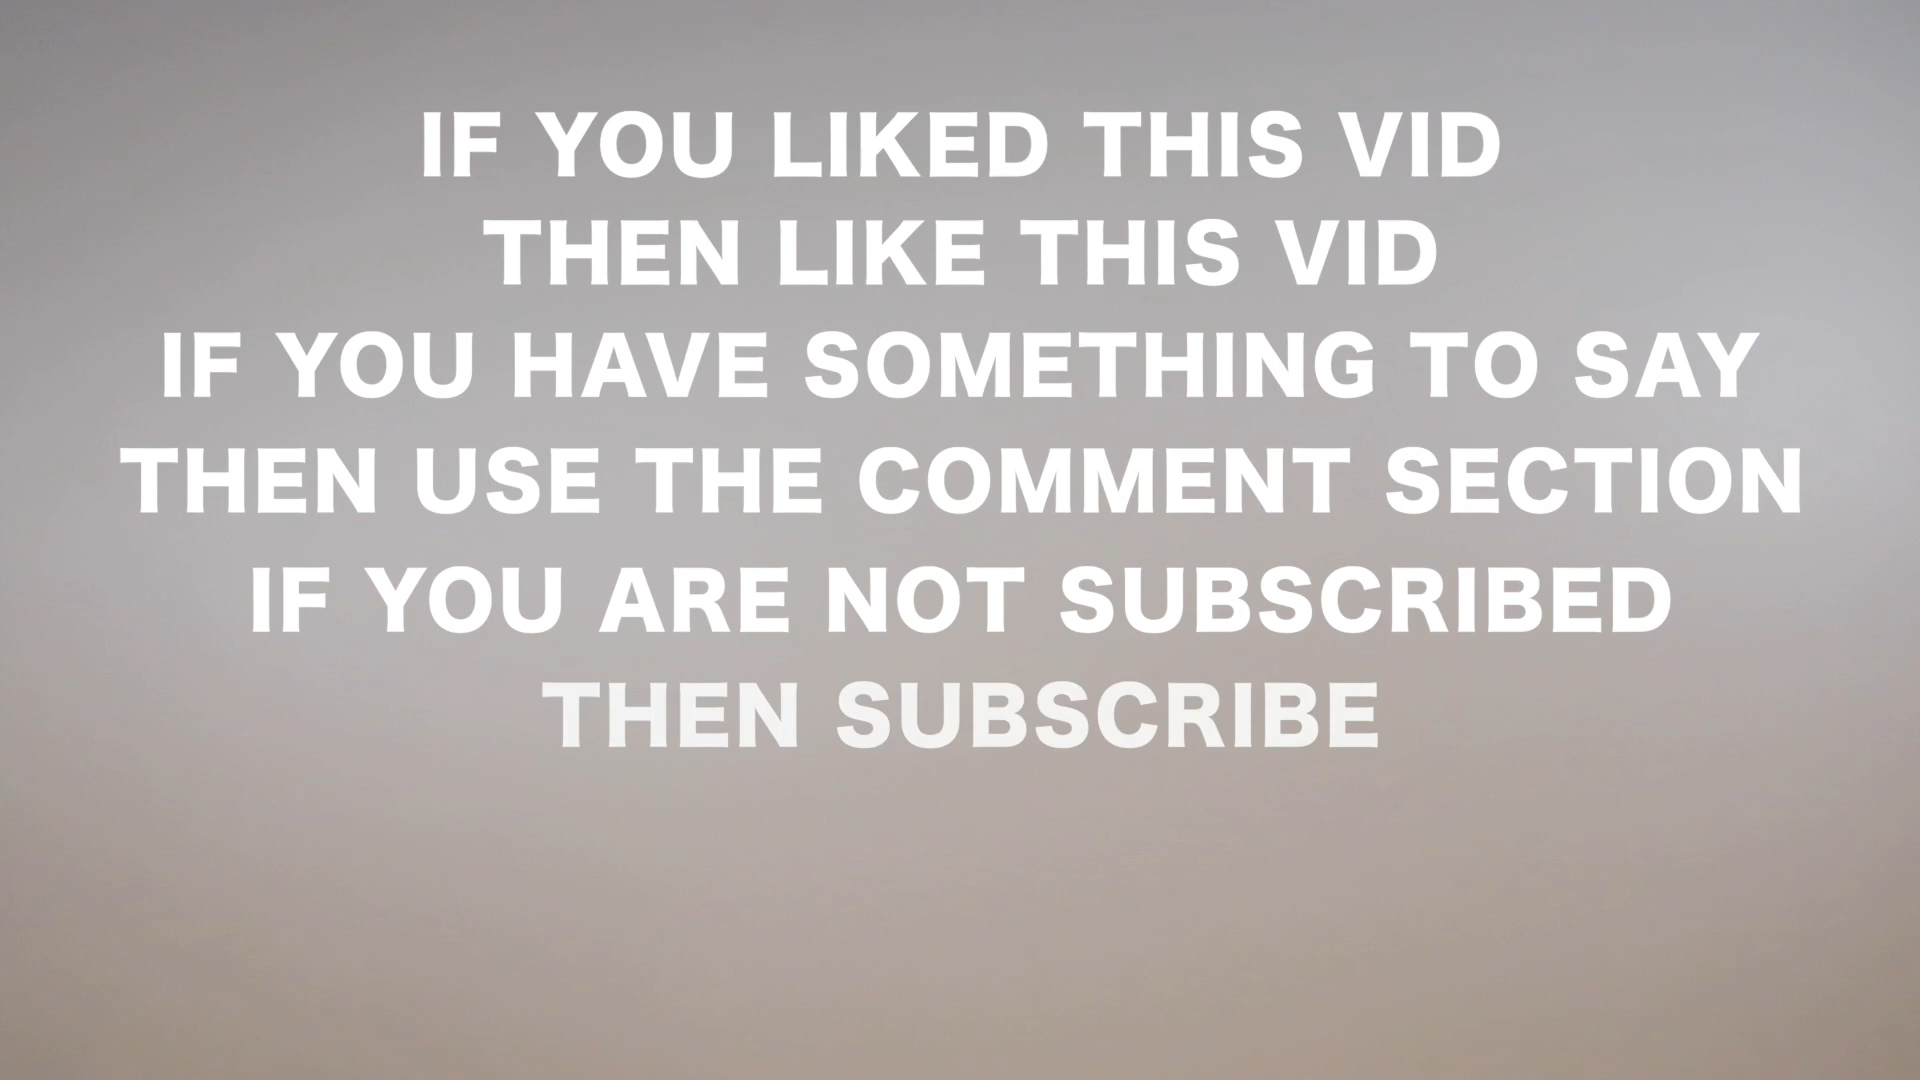 IF YOU LIKED THIS VID
THEN LIKE THIS VID
IF YOU HAVE SOMETHING TO SAY
THEN USE THE COMMENT SECTION
IF YOU ARE NOT SUBSCRIBED
THEN SUBSCRIBE